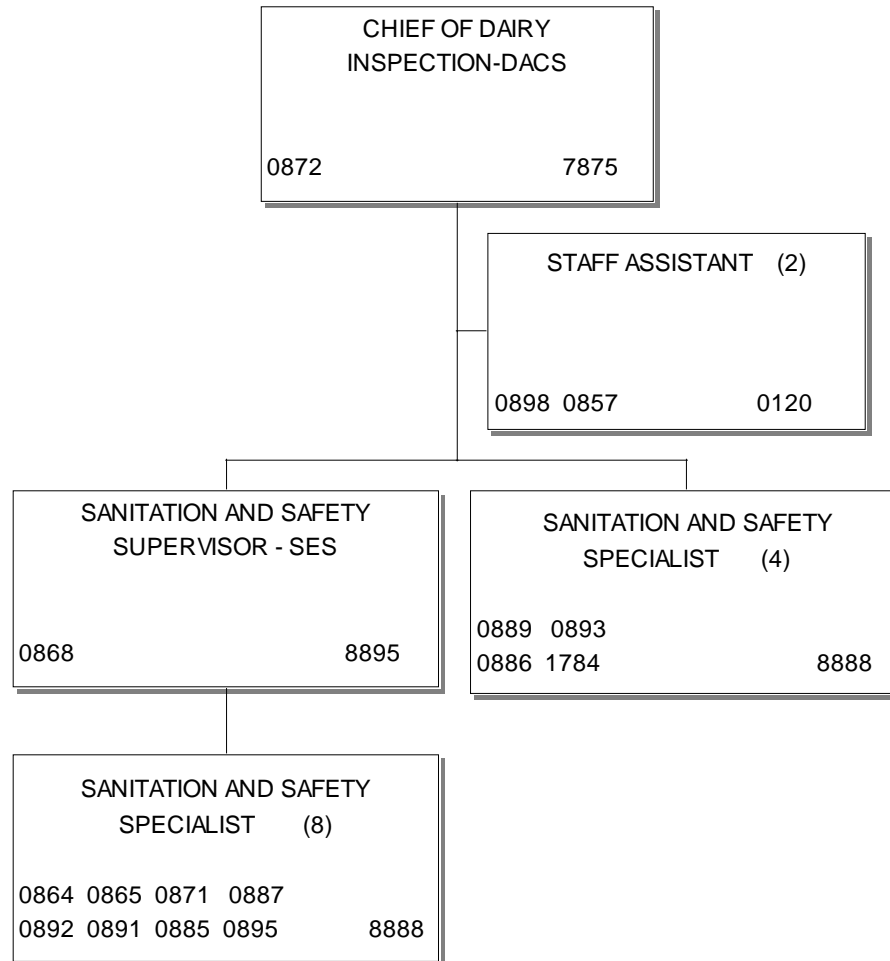 CHIEF OF DAIRY
INSPECTION-DACS
0872 7875
STAFF ASSISTANT (2)
0898 0857 0120
SANITATION AND SAFETY
SUPERVISOR - SES
0868 8895
SANITATION AND SAFETY
SPECIALIST (4)
0889 0893
0886 1784 8888
SANITATION AND SAFETY
SPECIALIST (8)
0864 0865 0871 0887
0892 0891 0885 0895 8888